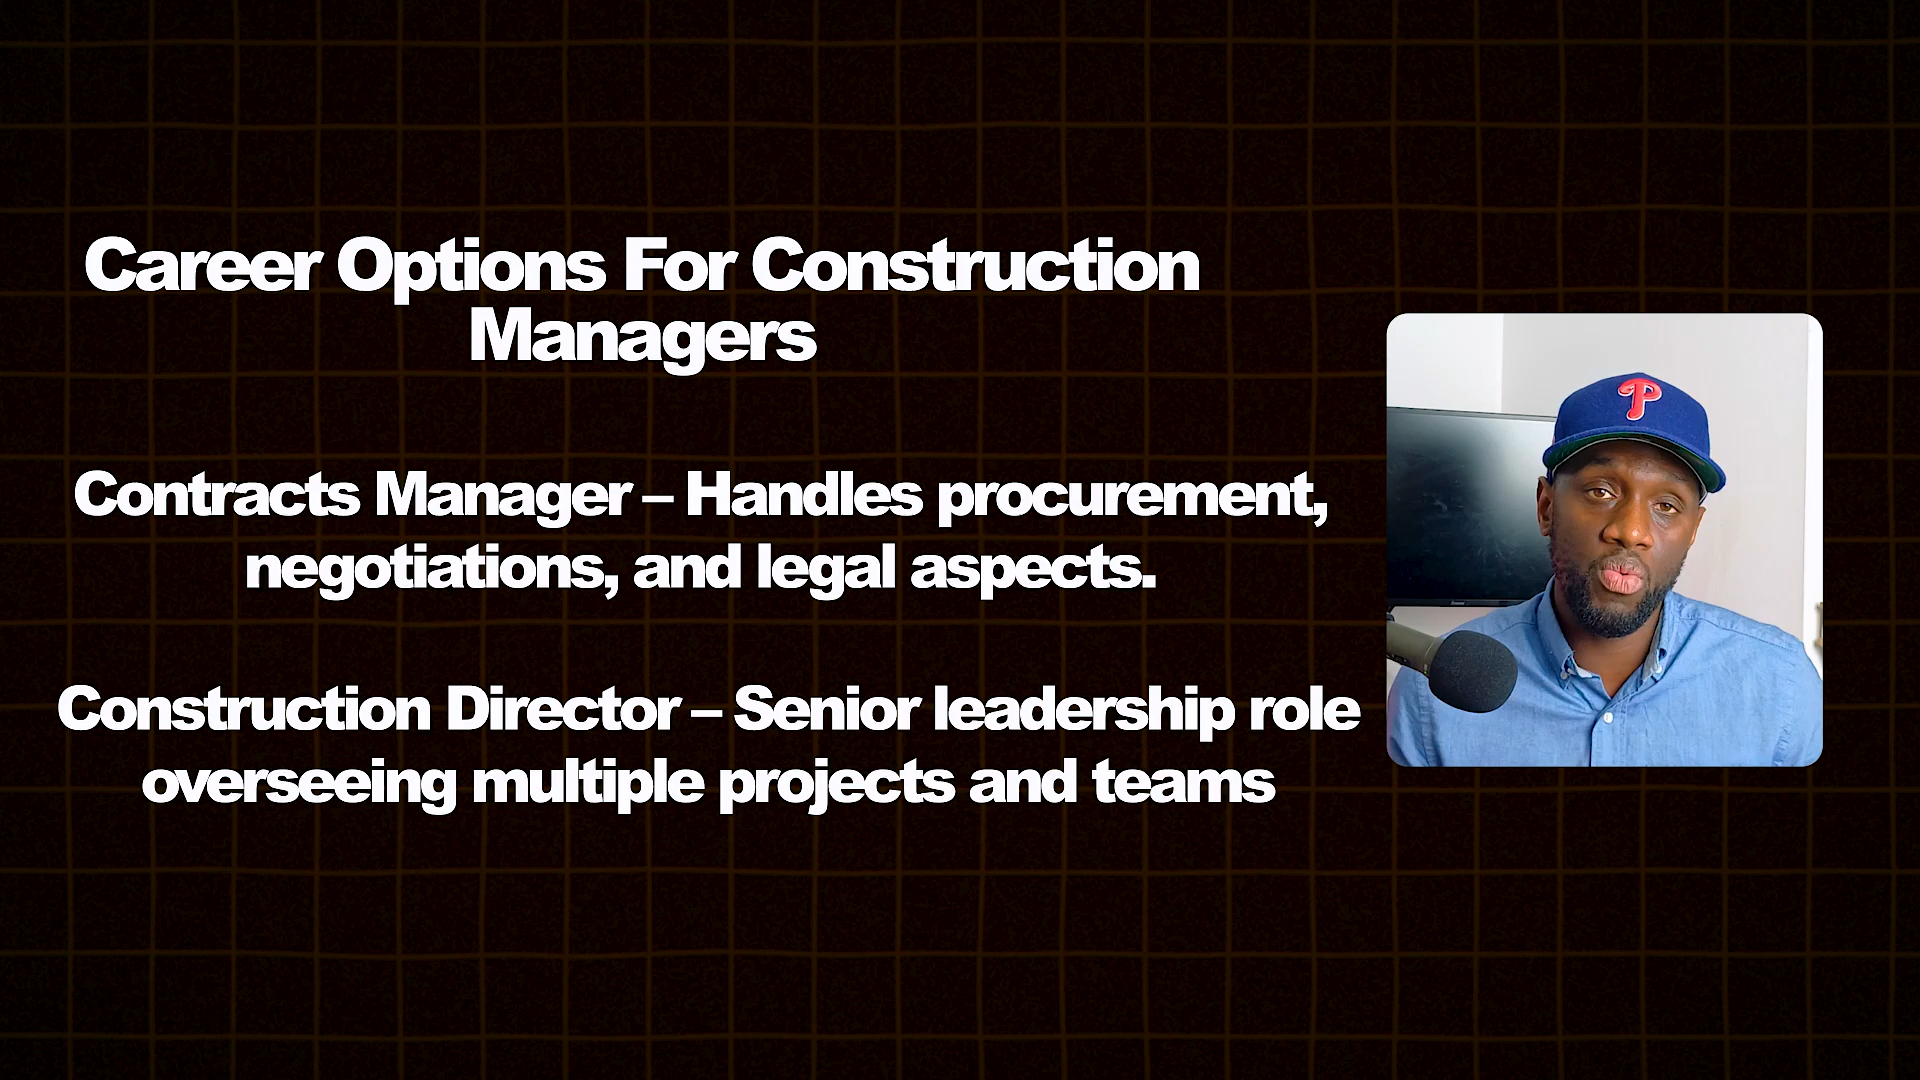 Career Options For Construction
Managers
Contracts Manager – Handles procurement,
negotiations, and legal aspects.
Construction Director – Senior leadership role
overseeing multiple projects and teams
P